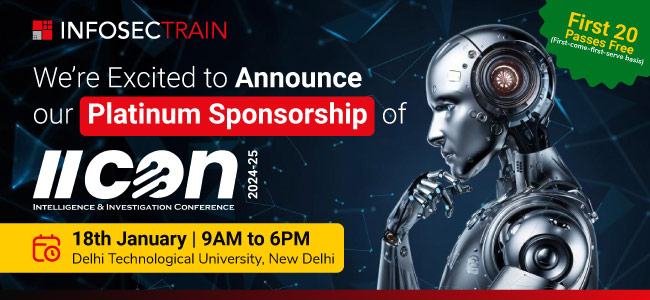 INFOSECTRAIN
First 20
Passes Free
(First-come-first-serve basis)
We're Excited to Announce
our Platinum Sponsorship of
IICON
2024-25
INTELLIGENCE & INVESTIGATION CONFERENCE
18th January | 9AM to 6PM
Delhi Technological University, New Delhi